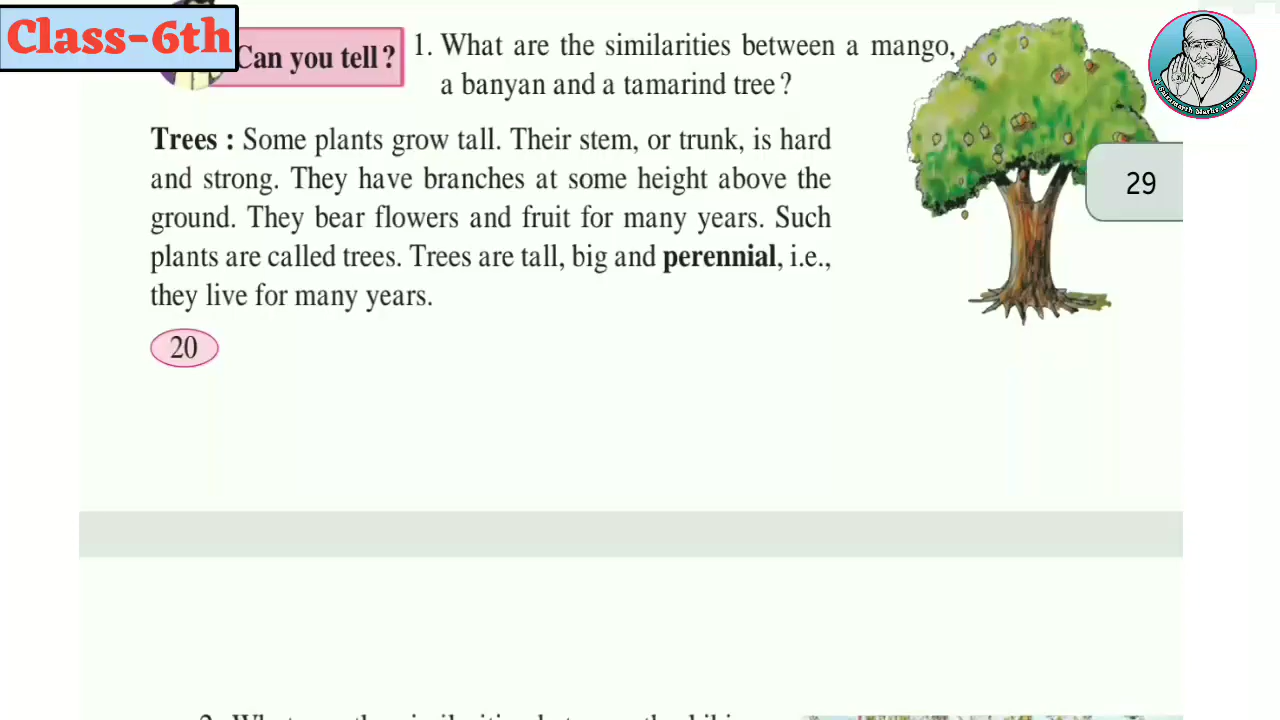 Class-6th
Can you tell?
1. What are the similarities between a mango,
a banyan and a tamarind tree?
Trees : Some plants grow tall. Their stem, or trunk, is hard
and strong. They have branches at some height above the
ground. They bear flowers and fruit for many years. Such
plants are called trees. Trees are tall, big and perennial, i.e.,
they live for many years.
29
20